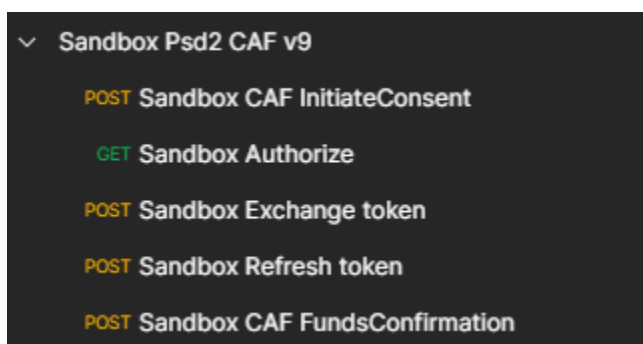 Sandbox Psd2 CAF v9
POST Sandbox CAF InitiateConsent
GET Sandbox Authorize
POST Sandbox Exchange token
POST Sandbox Refresh token
POST Sandbox CAF FundsConfirmation